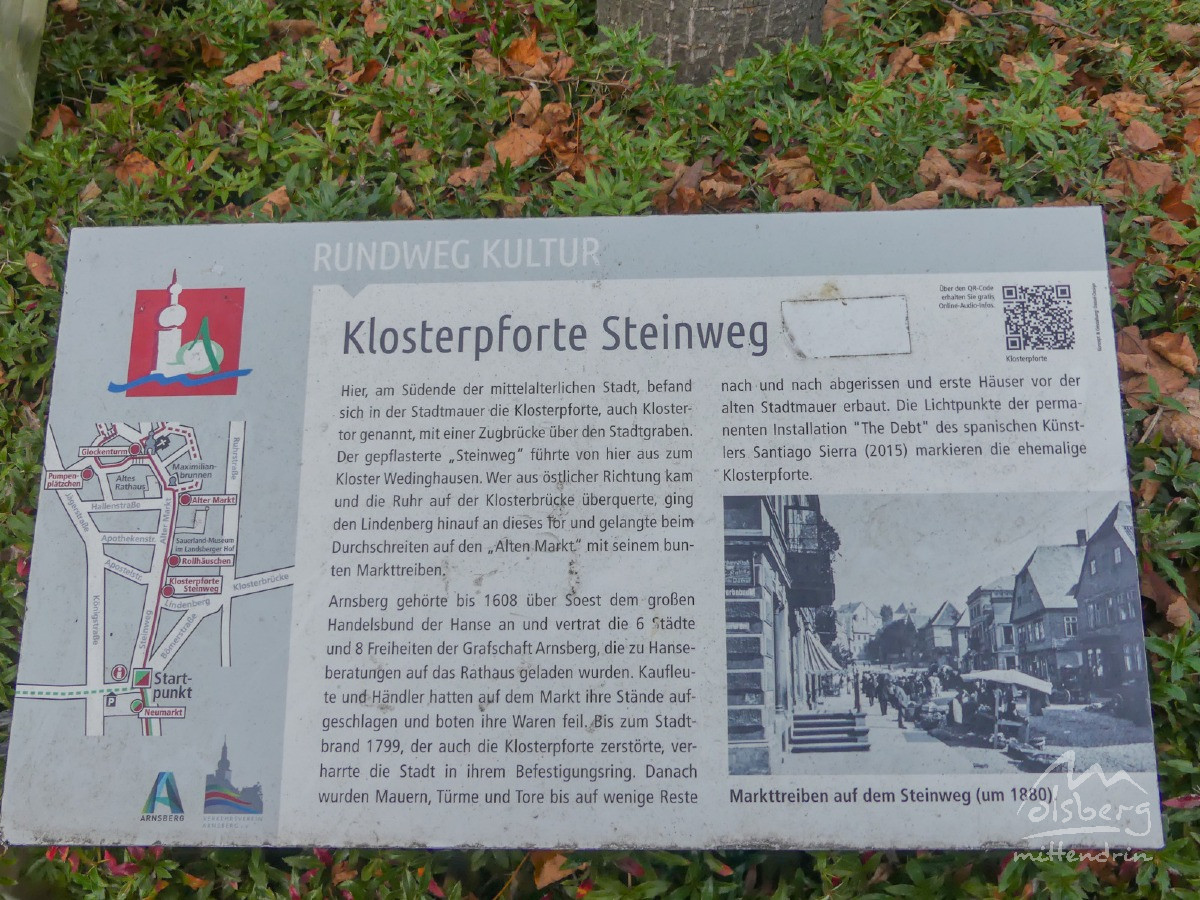 RUNDWEG KULTUR
Klosterpforte Steinweg
Über den QR-Code
erhalten Sie gratis
Online-Audio-Infos.
Klosterpforte
Hier, am Südende der mittelalterlichen Stadt, befand
sich in der Stadtmauer die Klosterpforte, auch Kloster-
tor genannt, mit einer Zugbrücke über den Stadtgraben.
Der gepflasterte „Steinweg" führte von hier aus zum
Kloster Wedinghausen. Wer aus östlicher Richtung kam
und die Ruhr auf der Klosterbrücke überquerte, ging
den Lindenberg hinauf an dieses Tor und gelangte beim
Durchschreiten auf den „Alten Markt" mit seinem bun-
ten Markttreiben.
Arnsberg gehörte bis 1608 über Soest dem großen
Handelsbund der Hanse an und vertrat die 6 Städte
und 8 Freiheiten der Grafschaft Arnsberg, die zu Hanse-
beratungen auf das Rathaus geladen wurden. Kaufleu-
te und Händler hatten auf dem Markt ihre Stände auf-
geschlagen und boten ihre Waren feil. Bis zum Stadt-
brand 1799, der auch die Klosterpforte zerstörte, ver-
harrte die Stadt in ihrem Befestigungsring. Danach
wurden Mauern, Türme und Tore bis auf wenige Reste
nach und nach abgerissen und erste Häuser vor der
alten Stadtmauer erbaut. Die Lichtpunkte der perma-
nenten Installation "The Debt" des spanischen Künst-
lers Santiago Sierra (2015) markieren die ehemalige
Klosterpforte.
Markttreiben auf dem Steinweg (um 1880)
Glockenturm
Pumpen-
plätzchen
Altes
Rathaus
Maximilian-
brunnen
Ruhrstraße
Jägerstraße
Hallenstraße
Alter Markt
Alter Markt
Apothekenstr.
Sauerland-Museum
im Landsberger Hof
Rollhäuschen
Apostelstr.
Klosterpforte
Steinweg
Klosterbrücke
Lindenberg
Königstraße
Steinweg
Bömerstraße
Start-
punkt
P
Neumarkt
ARNSBERG
VERKEHRSVEREIN
ARNSBERG e.V.
olsberg
mittendrin